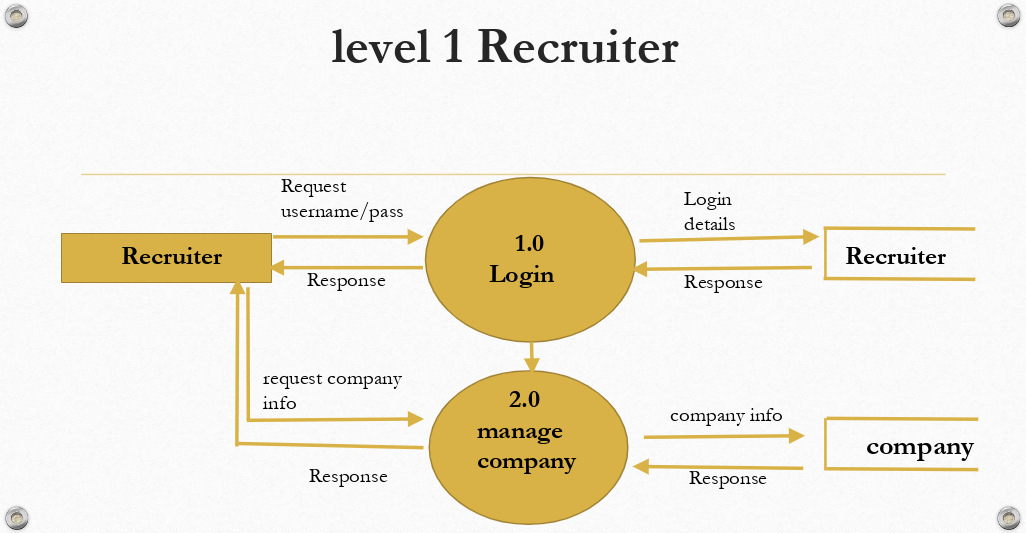 level 1 Recruiter
Request
username/pass
Login
details
1.0
Login
Recruiter
Recruiter
Response
Response
request company
info
2.0
manage
company
company info
company
Response
Response